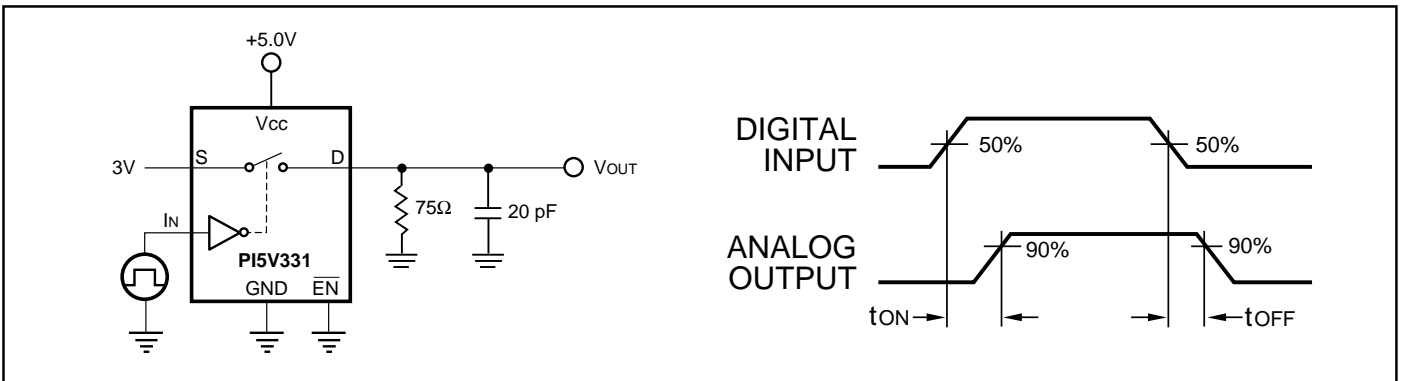 +5.0V
Vcc
S
D
3V
VOUT
75Ω
20 pF
IN
PI5V331
GND
EN
DIGITAL
INPUT
50%
50%
ANALOG
OUTPUT
90%
90%
tON
tOFF